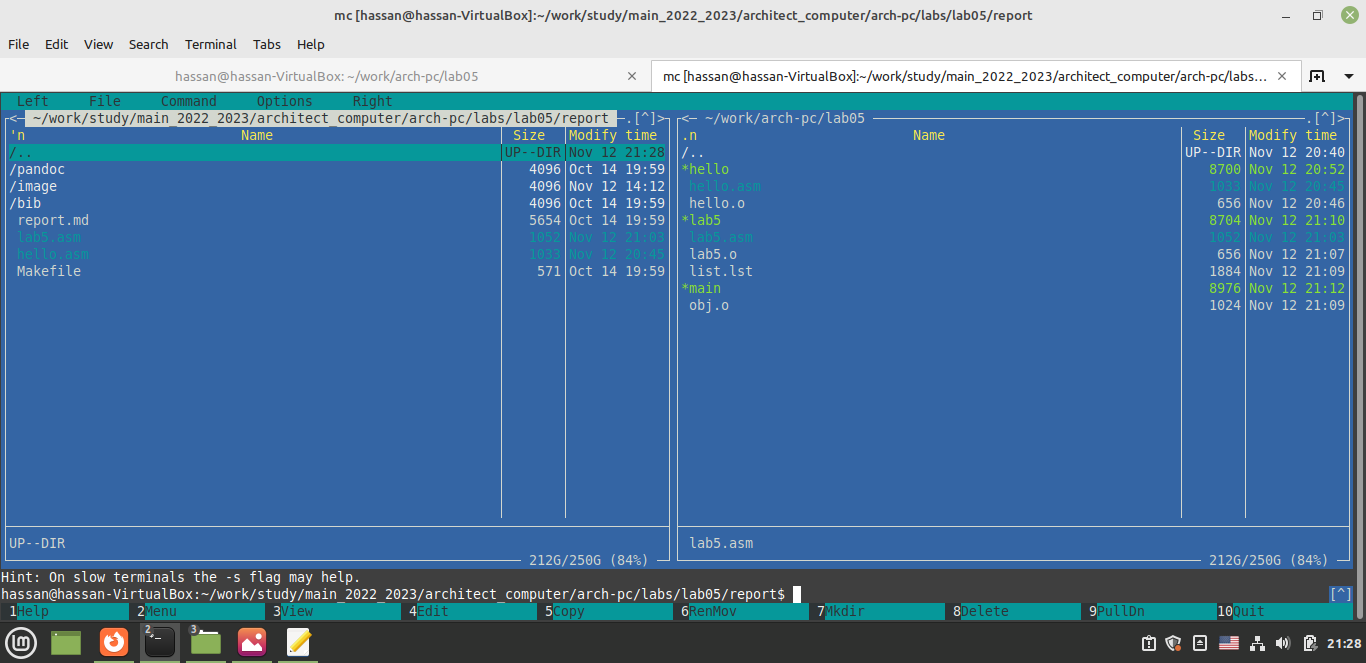 mc [hassan@hassan-VirtualBox]:~/work/study/main_2022_2023/architect_computer/arch-pc/labs/lab05/report
File Edit View Search Terminal Tabs Help
hassan@hassan-VirtualBox: ~/work/arch-pc/lab05
mc [hassan@hassan-VirtualBox]:~/work/study/main_2022_2023/architect_computer/arch-pc/labs...
Left File Command Options Right
<─ ~/work/study/main_2022_2023/architect_computer/arch-pc/labs/lab05/report ─.[^]>
'n Name Size Modify time
/.. UP--DIR Nov 12 21:28
/pandoc 4096 Oct 14 19:59
/image 4096 Nov 12 14:12
/bib 4096 Oct 14 19:59
report.md 5654 Oct 14 19:59
lab5.asm 1052 Nov 12 21:03
hello.asm 1033 Nov 12 20:45
Makefile 571 Oct 14 19:59
UP--DIR
212G/250G (84%)
<─ ~/work/arch-pc/lab05 ─.[^]>
.n Name Size Modify time
/.. UP--DIR Nov 12 20:40
*hello 8700 Nov 12 20:52
hello.asm 1033 Nov 12 20:45
hello.o 656 Nov 12 20:46
*lab5 8704 Nov 12 21:10
lab5.asm 1052 Nov 12 21:03
lab5.o 656 Nov 12 21:07
list.lst 1884 Nov 12 21:09
*main 8976 Nov 12 21:12
obj.o 1024 Nov 12 21:09
lab5.asm
212G/250G (84%)
Hint: On slow terminals the -s flag may help.
hassan@hassan-VirtualBox:~/work/study/main_2022_2023/architect_computer/arch-pc/labs/lab05/report$ [^]
1Help 2Menu 3View 4Edit 5Copy 6RenMov 7Mkdir 8Delete 9PullDn 10Quit
2 3 21:28